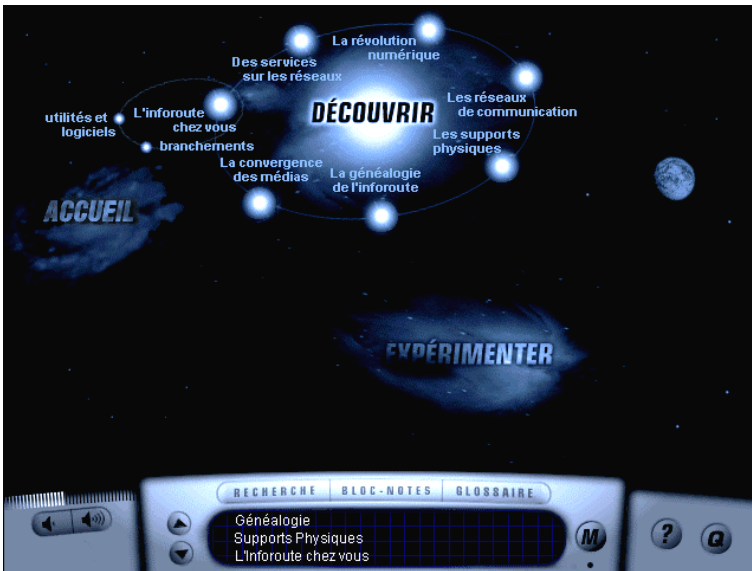 La révolution
numérique
Des services
sur les réseaux
DÉCOUVRIR
Les réseaux
de communication
utilités et
logiciels
L'inforoute
chez vous
branchements
Les supports
physiques
La convergence
des médias
La généalogie
de l'inforoute
ACCUEIL
EXPÉRIMENTER
RECHERCHE
BLOC-NOTES
GLOSSAIRE
Généalogie
Supports Physiques
L'Inforoute chez vous
M
?
Q